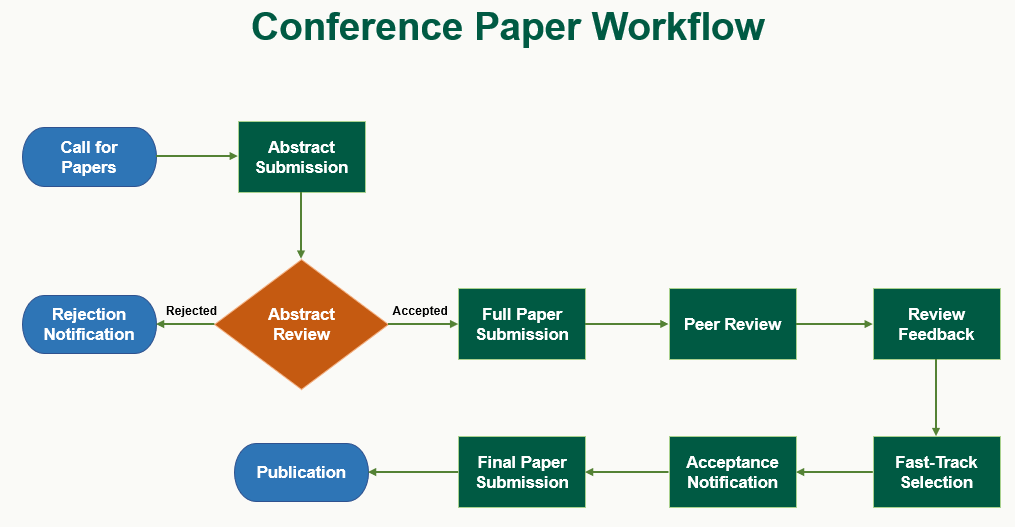 Conference Paper Workflow
Call for
Papers
Abstract
Submission
Rejection
Notification
Rejected
Abstract
Review
Accepted
Full Paper
Submission
Peer Review
Review
Feedback
Publication
Final Paper
Submission
Acceptance
Notification
Fast-Track
Selection